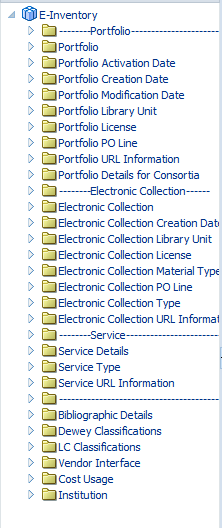 E-Inventory
--------Portfolio------------------------
Portfolio
Portfolio Activation Date
Portfolio Creation Date
Portfolio Modification Date
Portfolio Library Unit
Portfolio License
Portfolio PO Line
Portfolio URL Information
Portfolio Details for Consortia
--------Electronic Collection------
Electronic Collection
Electronic Collection Creation Date
Electronic Collection Library Unit
Electronic Collection License
Electronic Collection Material Type
Electronic Collection PO Line
Electronic Collection Type
Electronic Collection URL Informat
--------Service-------------------------
Service Details
Service Type
Service URL Information
------------------------------------------
Bibliographic Details
Dewey Classifications
LC Classifications
Vendor Interface
Cost Usage
Institution